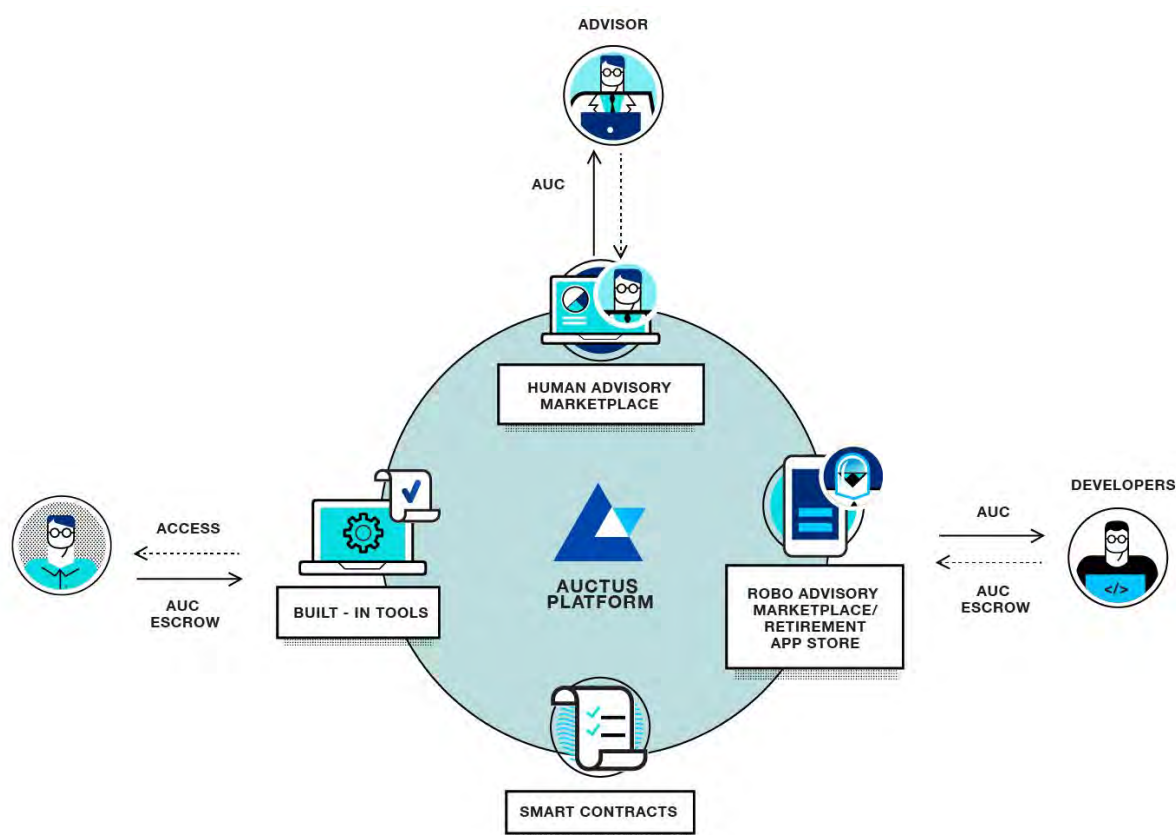 ADVISOR
AUC
HUMAN ADVISORY
MARKETPLACE
ACCESS
AUC
ESCROW
BUILT - IN TOOLS
AUCTUS
PLATFORM
ROBO ADVISORY
MARKETPLACE/
RETIREMENT
APP STORE
DEVELOPERS
AUC
AUC
ESCROW
</>
SMART CONTRACTS